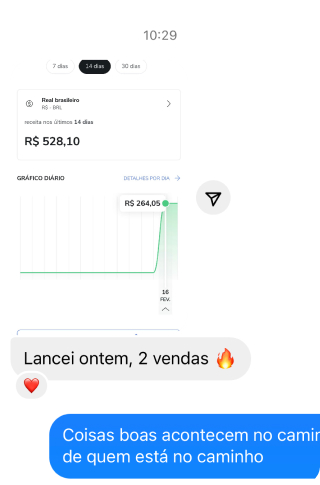 10:29
7 dias 14 dias 30 dias
Real brasileiro
R$ - BRL
receita nos últimos 14 dias
R$ 528,10
GRÁFICO DIÁRIO DETALHES POR DIA
R$ 264,05
16
FEV.
Lancei ontem, 2 vendas 🔥
❤️
Coisas boas acontecem no camin
de quem está no caminho